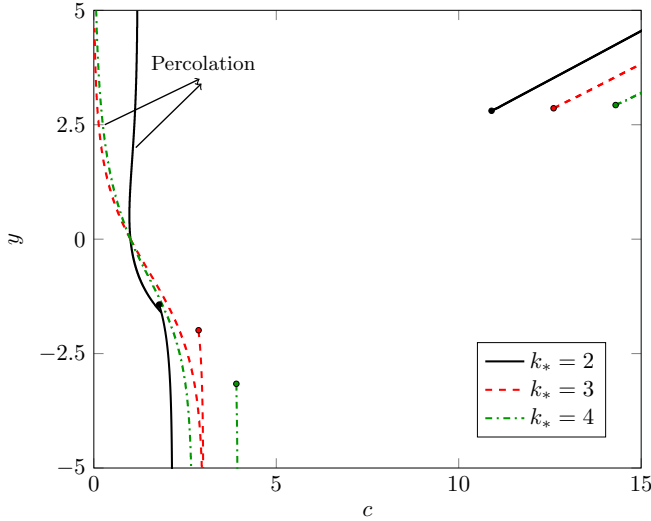 5
Percolation
2.5
0
−2.5
−5
y
k* = 2
k* = 3
k* = 4
0 5 10 15
c